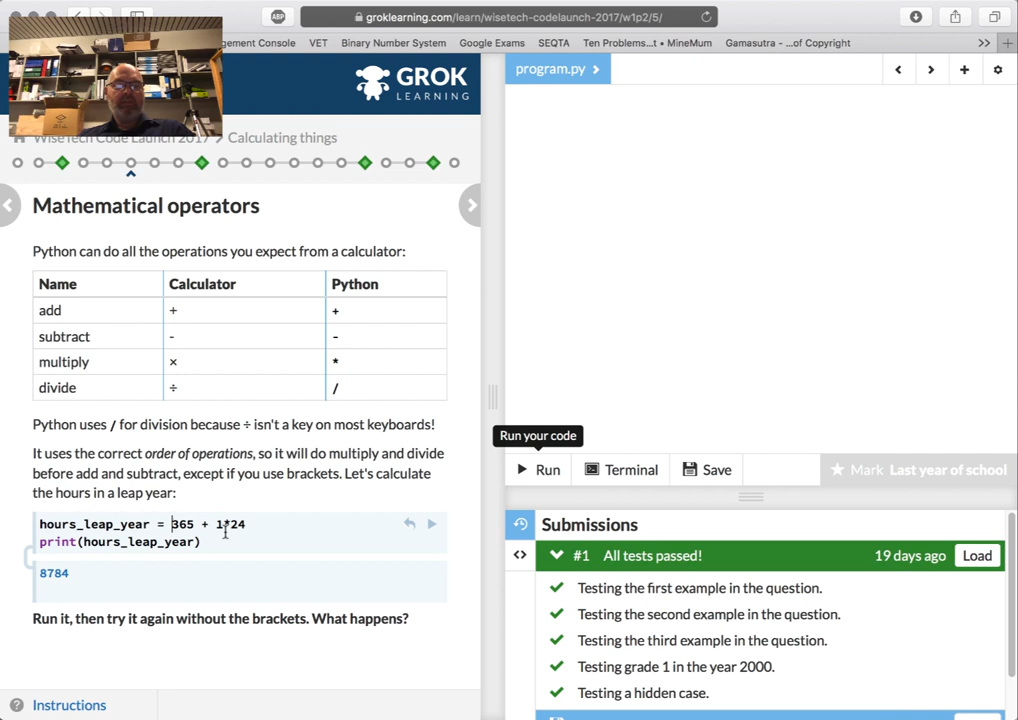 ABP
groklearning.com/learn/wisetech-codelaunch-2017/w1p2/5/
gement Console VET Binary Number System Google Exams SEQTA Ten Problems...t • MineMum Gamasutra - ...of Copyright >> +
GROK
LEARNING
WiseTech Code Launch 2017 > Calculating things
Mathematical operators
Python can do all the operations you expect from a calculator:
Name Calculator Python
add + +
subtract - -
multiply × *
divide ÷ /
Python uses / for division because ÷ isn't a key on most keyboards!
It uses the correct order of operations, so it will do multiply and divide
before add and subtract, except if you use brackets. Let's calculate
the hours in a leap year:
hours_leap_year = 365 + 1*24
print(hours_leap_year)
8784
Run it, then try it again without the brackets. What happens?
Instructions
program.py
Run your code
Run Terminal Save Mark Last year of school
Submissions
#1 All tests passed! 19 days ago Load
Testing the first example in the question.
Testing the second example in the question.
Testing the third example in the question.
Testing grade 1 in the year 2000.
Testing a hidden case.